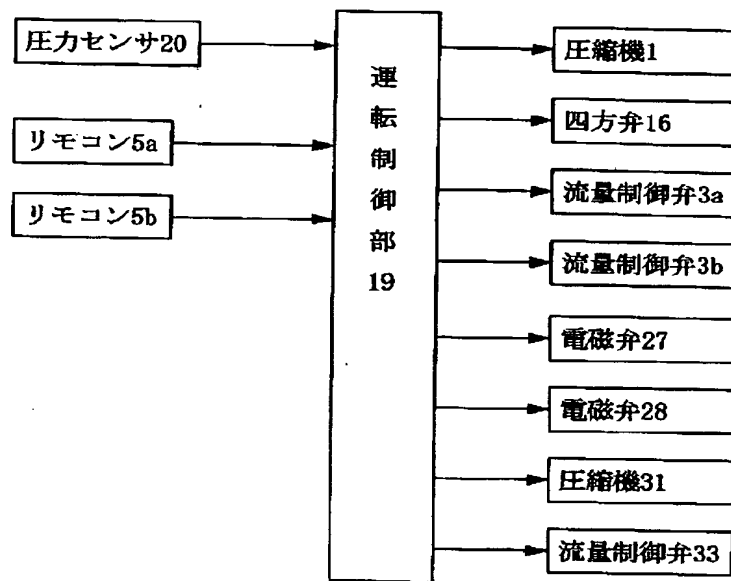 圧力センサ20
リモコン5a
リモコン5b
運転制御部19
圧縮機1
四方弁16
流量制御弁3a
流量制御弁3b
電磁弁27
電磁弁28
圧縮機31
流量制御弁33